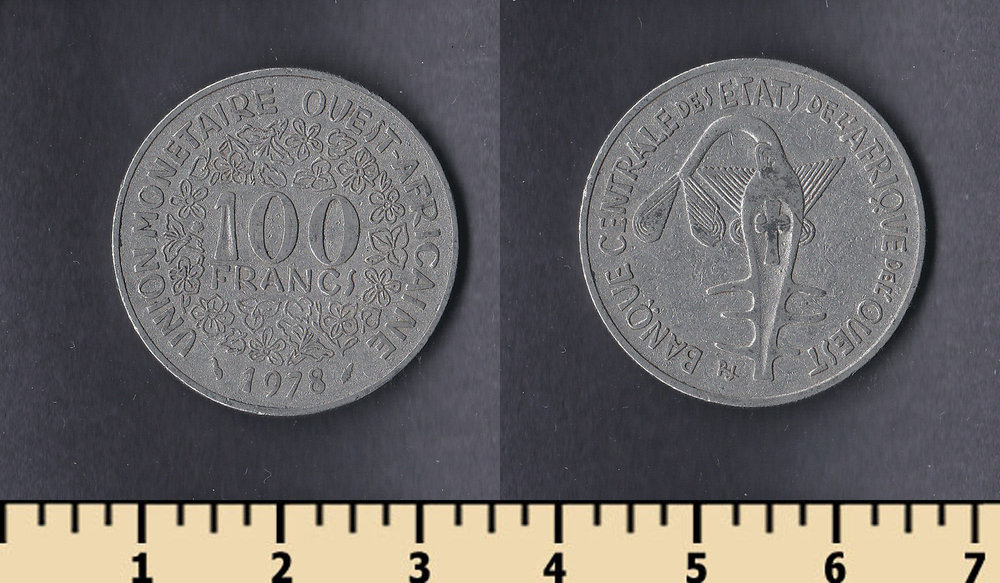 UNION MONETAIRE OUEST-AFRICAINE
100
FRANCS
1978
BANQUE CENTRALE DES ETATS DE L'AFRIQUE DE L'OUEST
1 2 3 4 5 6 7